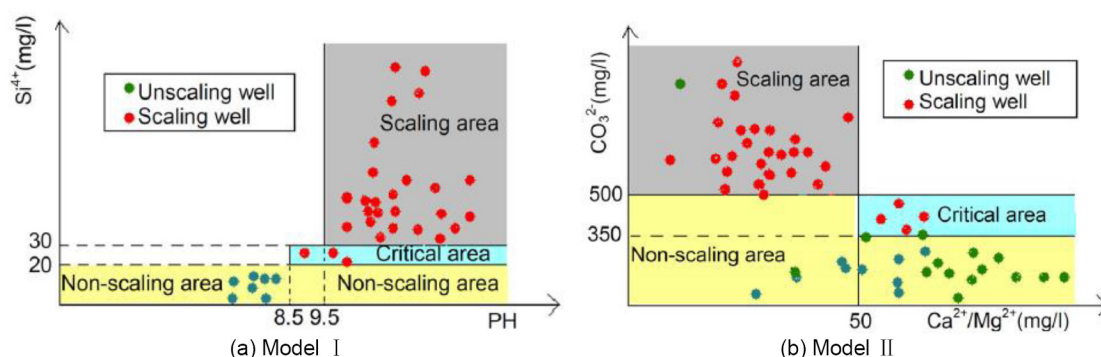 Si⁴⁺(mg/l)
Unscaling well
Scaling well
Scaling area
30
20
Critical area
Non-scaling area
Non-scaling area
8.5 9.5
PH
(a) Model Ⅰ
CO₃²⁻(mg/l)
Scaling area
Unscaling well
Scaling well
500
350
Critical area
Non-scaling area
50
Ca²⁺/Mg²⁺(mg/l)
(b) Model Ⅱ